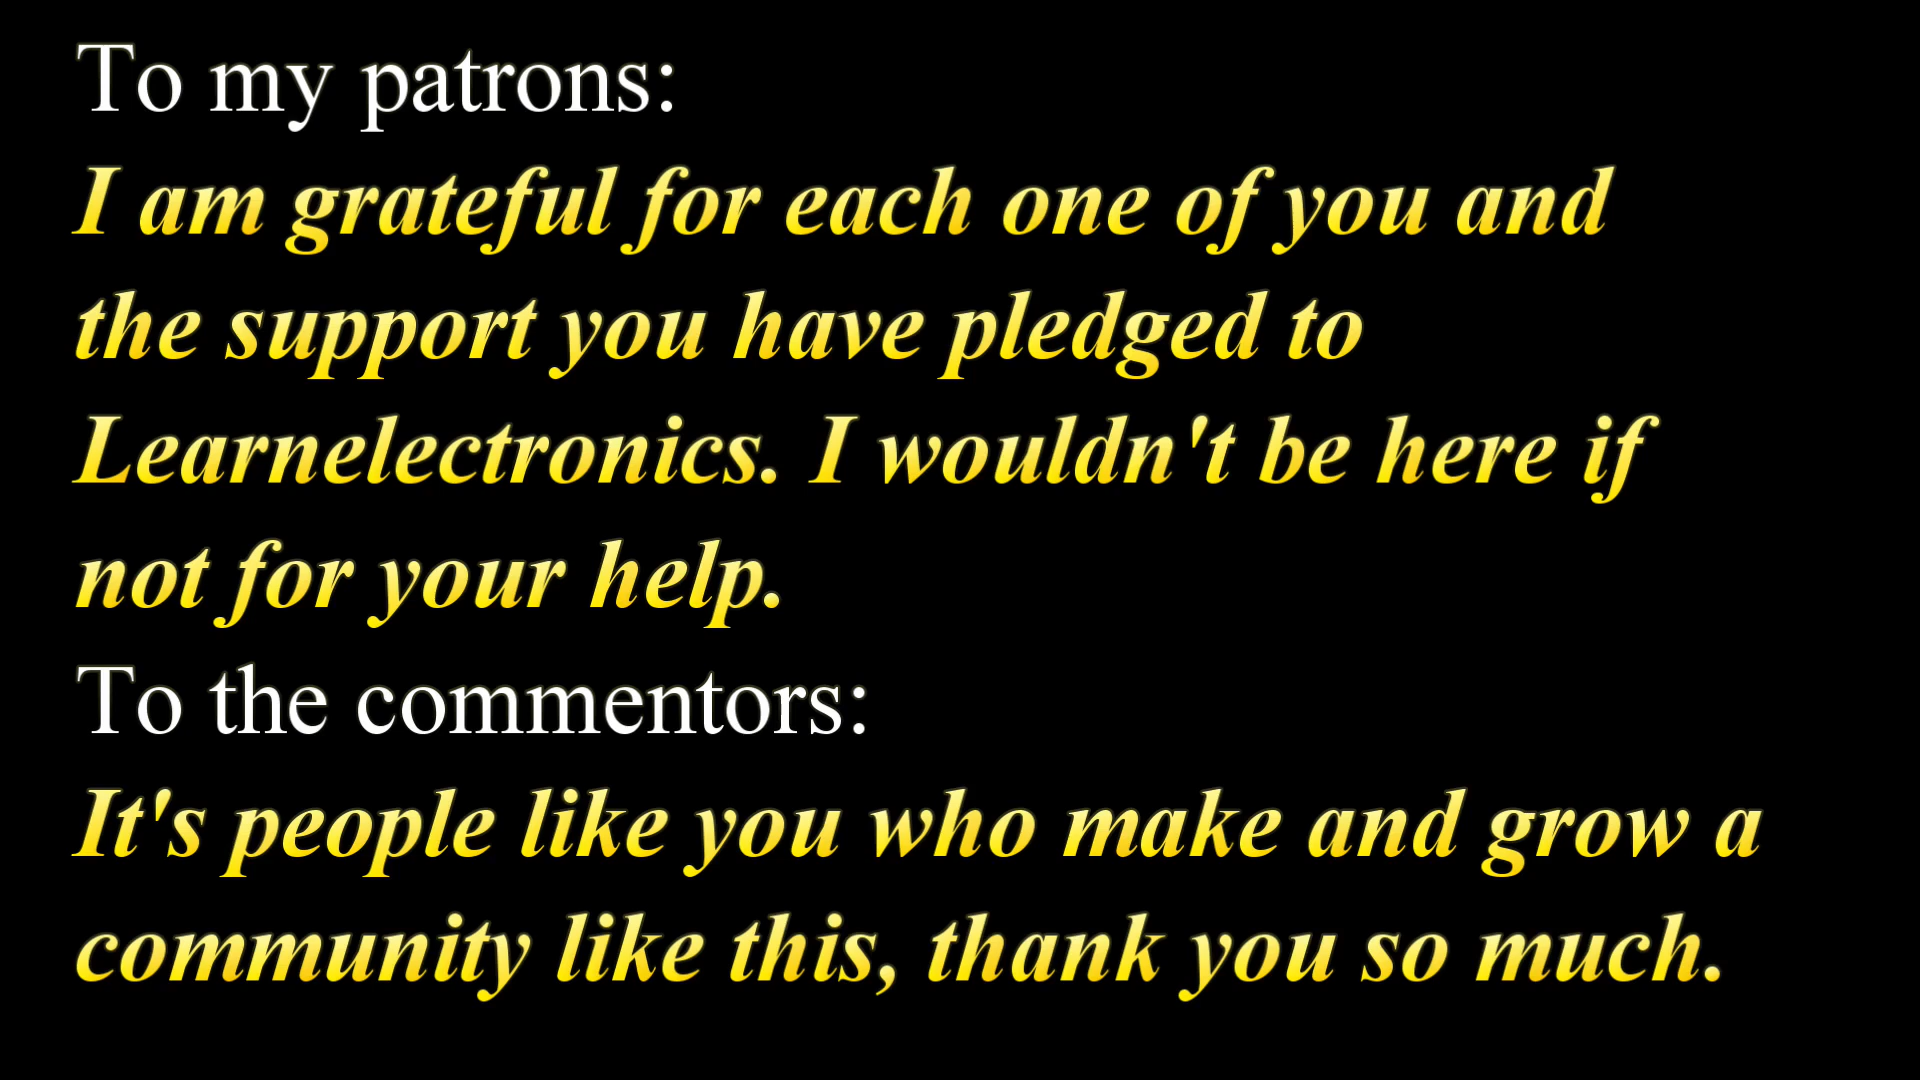 To my patrons:
I am grateful for each one of you and
the support you have pledged to
Learnelectronics. I wouldn't be here if
not for your help.
To the commentors:
It's people like you who make and grow a
community like this, thank you so much.